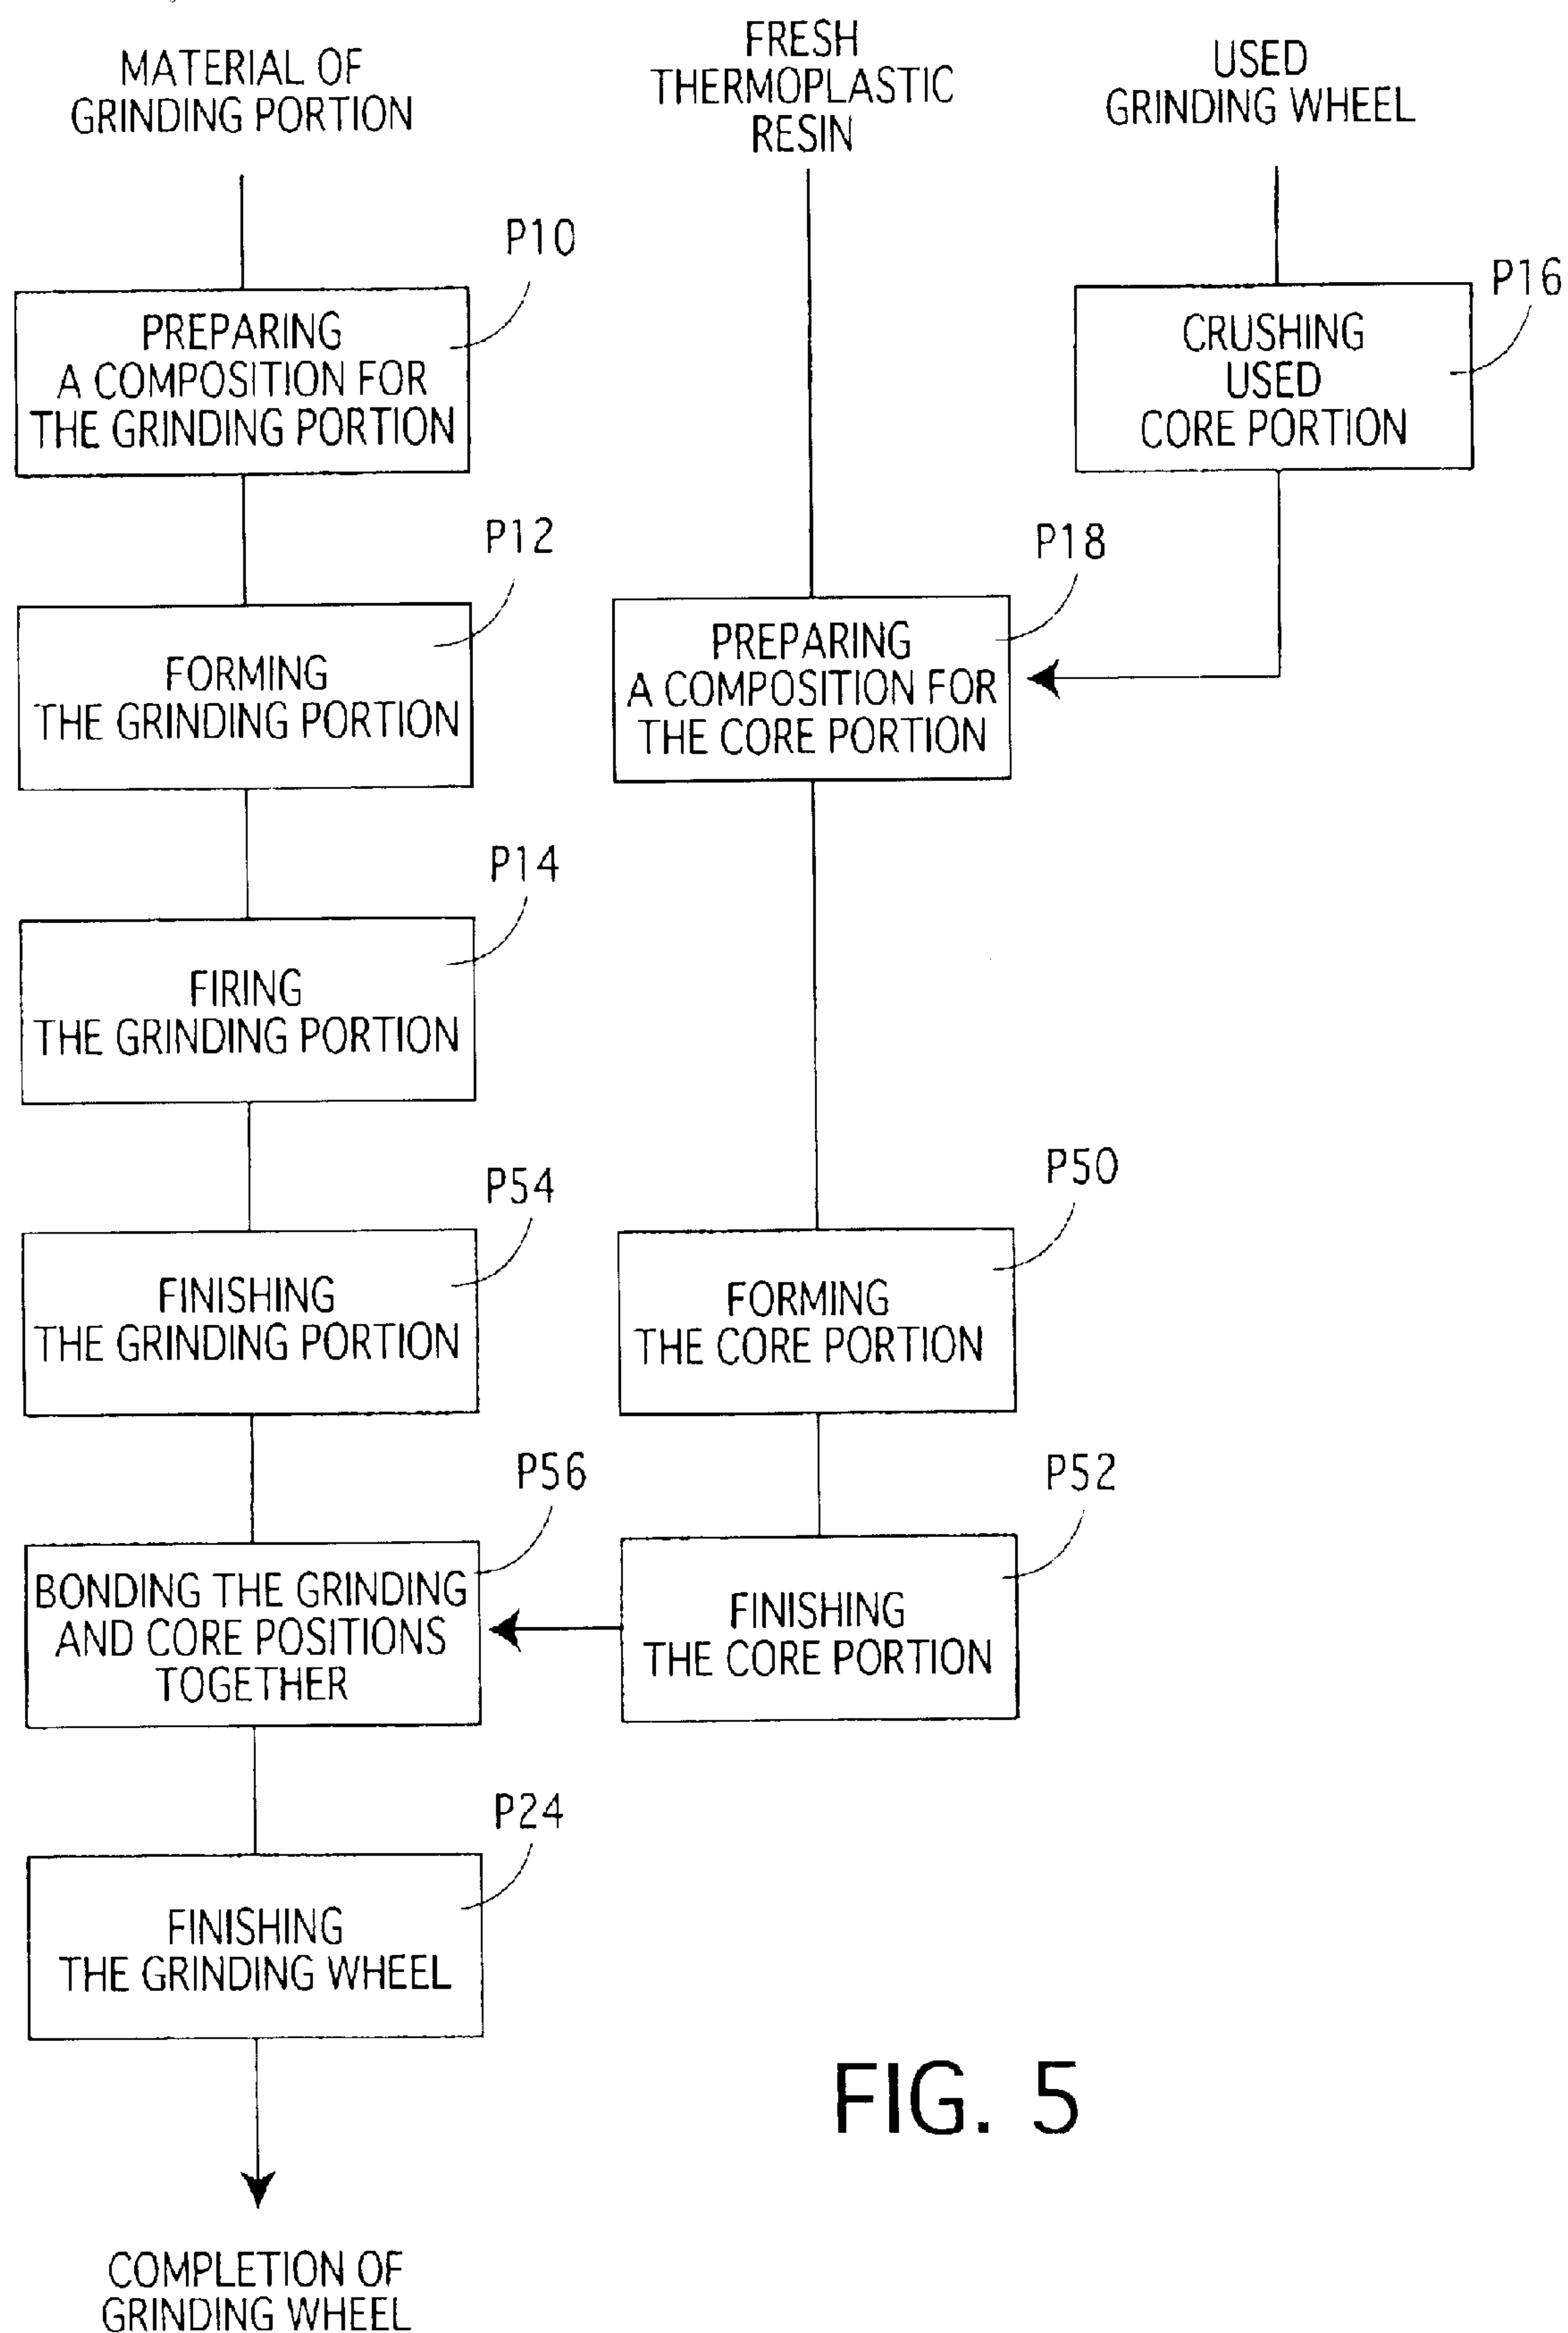 MATERIAL OF
GRINDING PORTION
FRESH
THERMOPLASTIC
RESIN
USED
GRINDING WHEEL
P10
PREPARING
A COMPOSITION FOR
THE GRINDING PORTION
P16
CRUSHING
USED
CORE PORTION
P12
FORMING
THE GRINDING PORTION
P18
PREPARING
A COMPOSITION FOR
THE CORE PORTION
P14
FIRING
THE GRINDING PORTION
P54
FINISHING
THE GRINDING PORTION
P50
FORMING
THE CORE PORTION
P56
BONDING THE GRINDING
AND CORE POSITIONS
TOGETHER
P52
FINISHING
THE CORE PORTION
P24
FINISHING
THE GRINDING WHEEL
FIG. 5
COMPLETION OF
GRINDING WHEEL